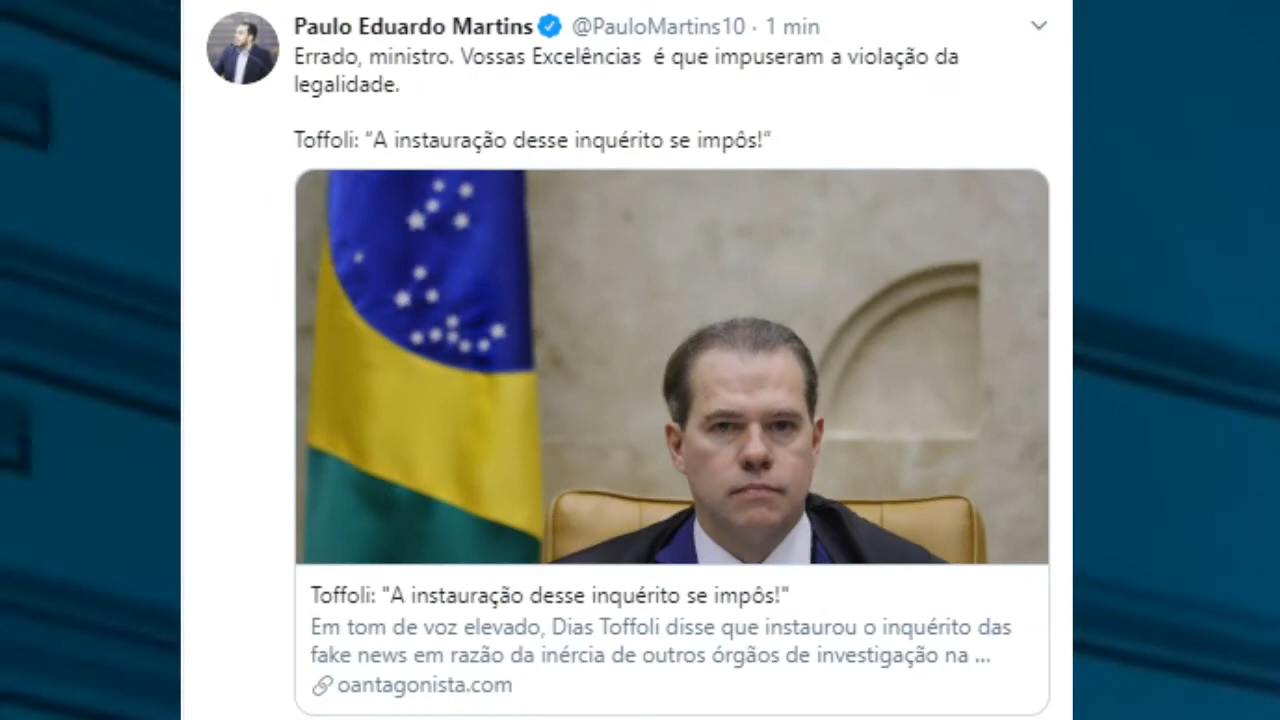 Paulo Eduardo Martins @PauloMartins10 · 1 min
Errado, ministro. Vossas Excelências é que impuseram a violação da
legalidade.
Toffoli: “A instauração desse inquérito se impôs!“
Toffoli: "A instauração desse inquérito se impôs!"
Em tom de voz elevado, Dias Toffoli disse que instaurou o inquérito das
fake news em razão da inércia de outros órgãos de investigação na ...
oantagonista.com